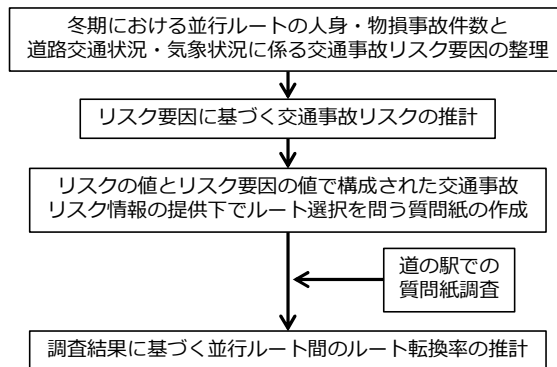 冬期における並行ルートの人身・物損事故件数と
道路交通状況・気象状況に係る交通事故リスク要因の整理
リスク要因に基づく交通事故リスクの推計
リスクの値とリスク要因の値で構成された交通事故
リスク情報の提供下でルート選択を問う質問紙の作成
道の駅での
質問紙調査
調査結果に基づく並行ルート間のルート転換率の推計